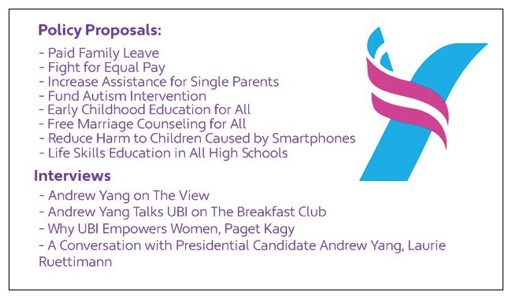 Policy Proposals:
- Paid Family Leave
- Fight for Equal Pay
- Increase Assistance for Single Parents
- Fund Autism Intervention
- Early Childhood Education for All
- Free Marriage Counseling for All
- Reduce Harm to Children Caused by Smartphones
- Life Skills Education in All High Schools
Interviews
- Andrew Yang on The View
- Andrew Yang Talks UBI on The Breakfast Club
- Why UBI Empowers Women, Paget Kagy
- A Conversation with Presidential Candidate Andrew Yang, Laurie
Ruettimann